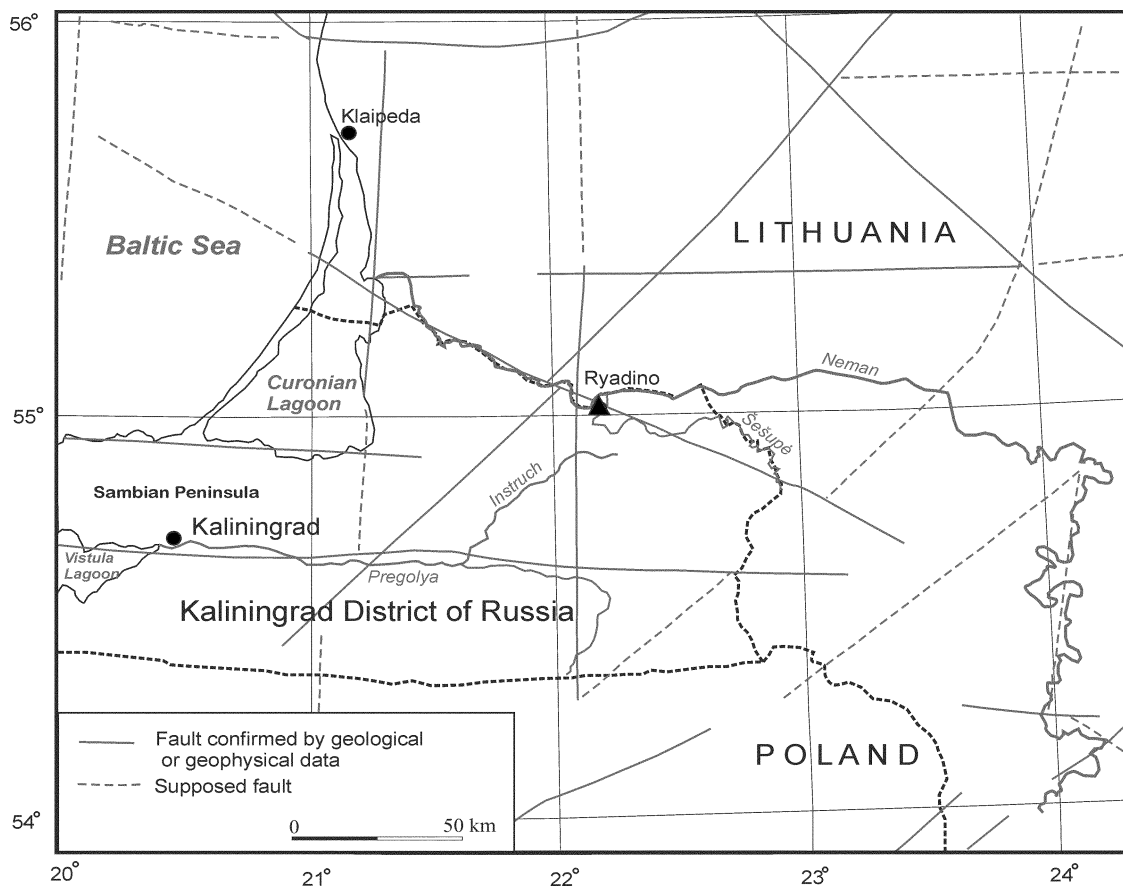 56°
Klaipeda
LITHUANIA
Baltic Sea
Neman
Ryadino
Curonian
Lagoon
55°
Šešupé
Instruch
Sambian Peninsula
Kaliningrad
Vistula
Lagoon
Pregolya
Kaliningrad District of Russia
Fault confirmed by geological
or geophysical data
POLAND
Supposed fault
54°
0 50 km
20° 21° 22° 23° 24°